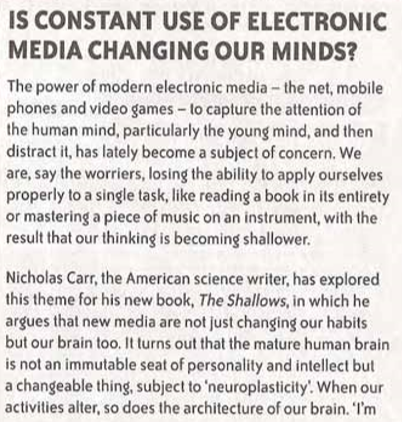 IS CONSTANT USE OF ELECTRONIC
MEDIA CHANGING OUR MINDS?
The power of modern electronic media – the net, mobile
phones and video games – to capture the attention of
the human mind, particularly the young mind, and then
distract it, has lately become a subject of concern. We
are, say the worriers, losing the ability to apply ourselves
properly to a single task, like reading a book in its entirety
or mastering a piece of music on an instrument, with the
result that our thinking is becoming shallower.
Nicholas Carr, the American science writer, has explored
this theme for his new book, The Shallows, in which he
argues that new media are not just changing our habits
but our brain too. It turns out that the mature human brain
is not an immutable seat of personality and intellect but
a changeable thing, subject to 'neuroplasticity'. When our
activities alter, so does the architecture of our brain. 'I'm